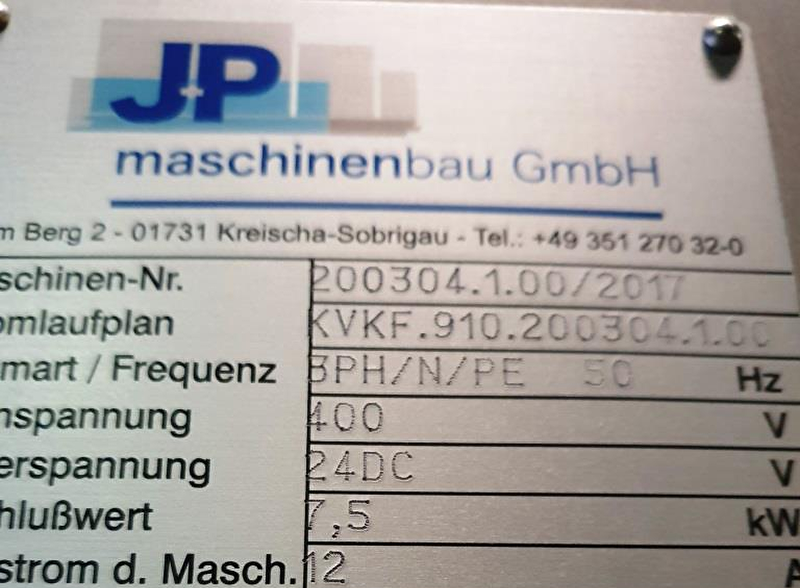 J+P
maschinenbau GmbH
m Berg 2 - 01731 Kreischa-Sobrigau - Tel.: +49 351 270 32-0
schinen-Nr. 200304.1.00/2017
omlaufplan KVKF.910.200304.1.00
mart / Frequenz 3PH/N/PE 50 Hz
nspannung 400 V
erspannung 24DC V
hlußwert 7,5 kW
strom d. Masch. 12 A